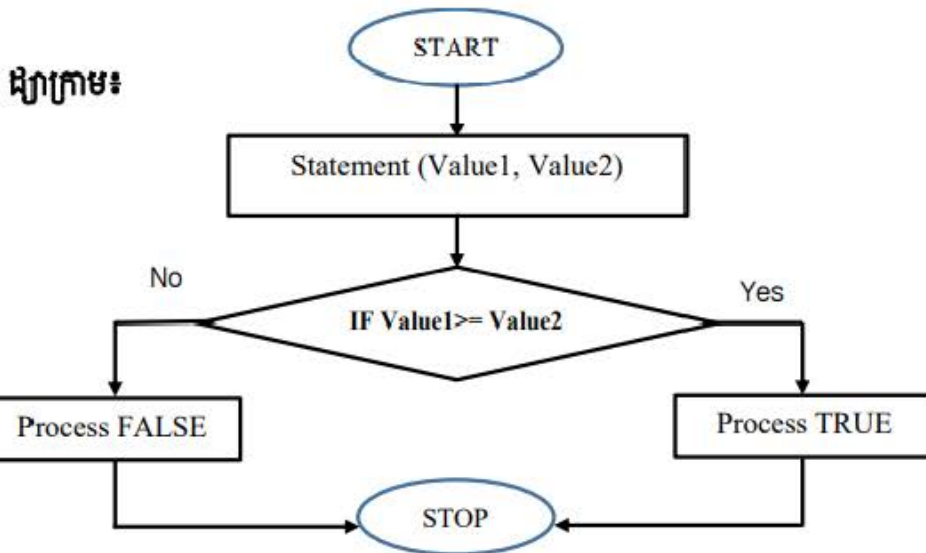 START
ដ្យាក្រាម៖
Statement (Value1, Value2)
No
Yes
IF Value1>= Value2
Process FALSE
Process TRUE
STOP